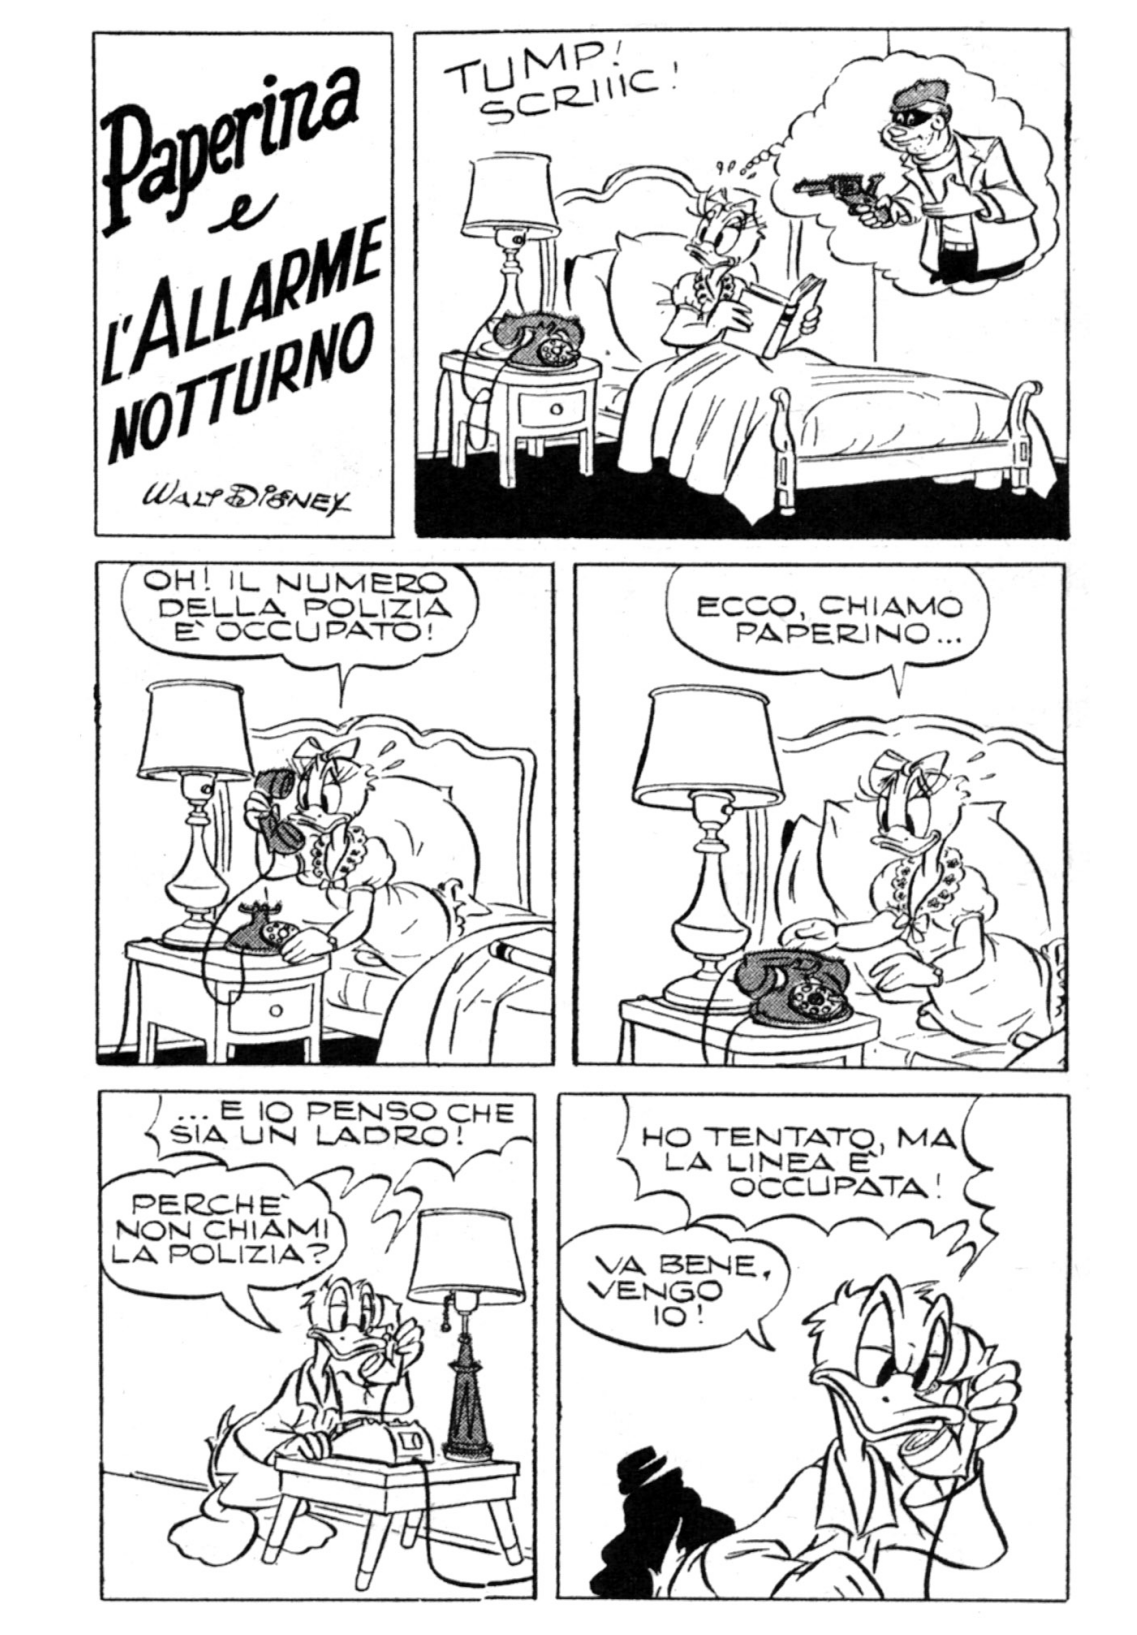 Paperina
e
L'ALLARME
NOTTURNO
WALT DISNEY
TUMP!
SCRIIIC!
OH! IL NUMERO
DELLA POLIZIA
E' OCCUPATO!
ECCO, CHIAMO
PAPERINO...
... E IO PENSO CHE
SIA UN LADRO!
PERCHE'
NON CHIAMI
LA POLIZIA?
HO TENTATO, MA
LA LINEA E'
OCCUPATA!
VA BENE,
VENGO
IO!